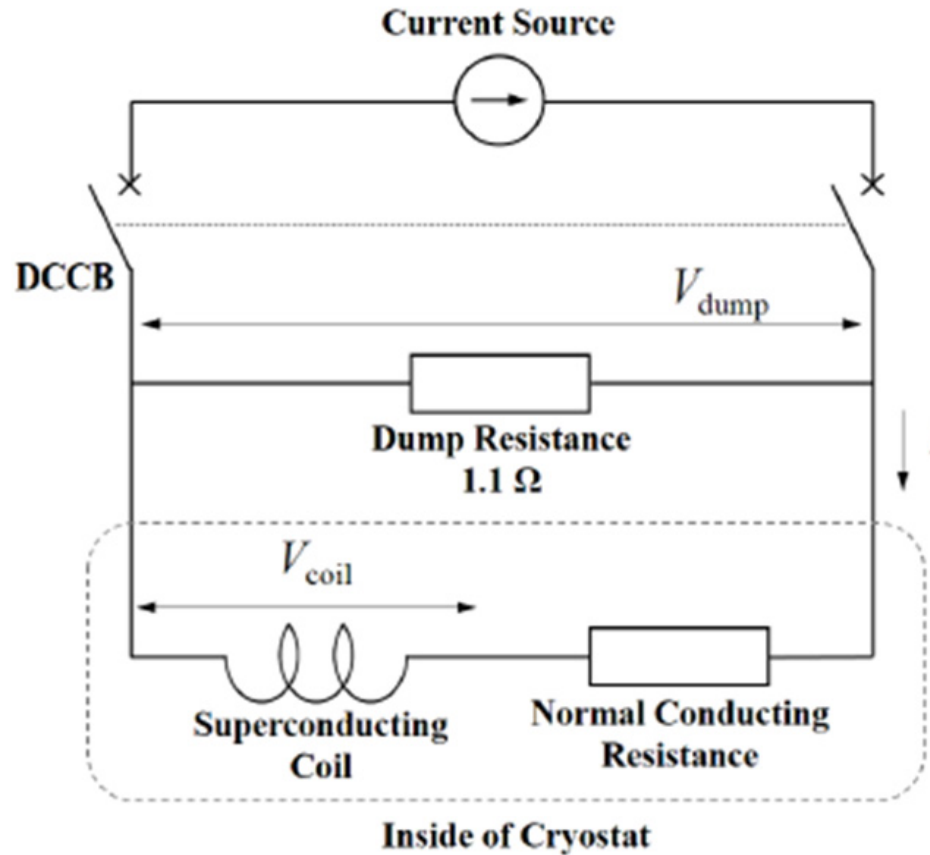 Current Source
DCCB
V dump
Dump Resistance
1.1 Ω
V coil
Superconducting
Coil
Normal Conducting
Resistance
Inside of Cryostat